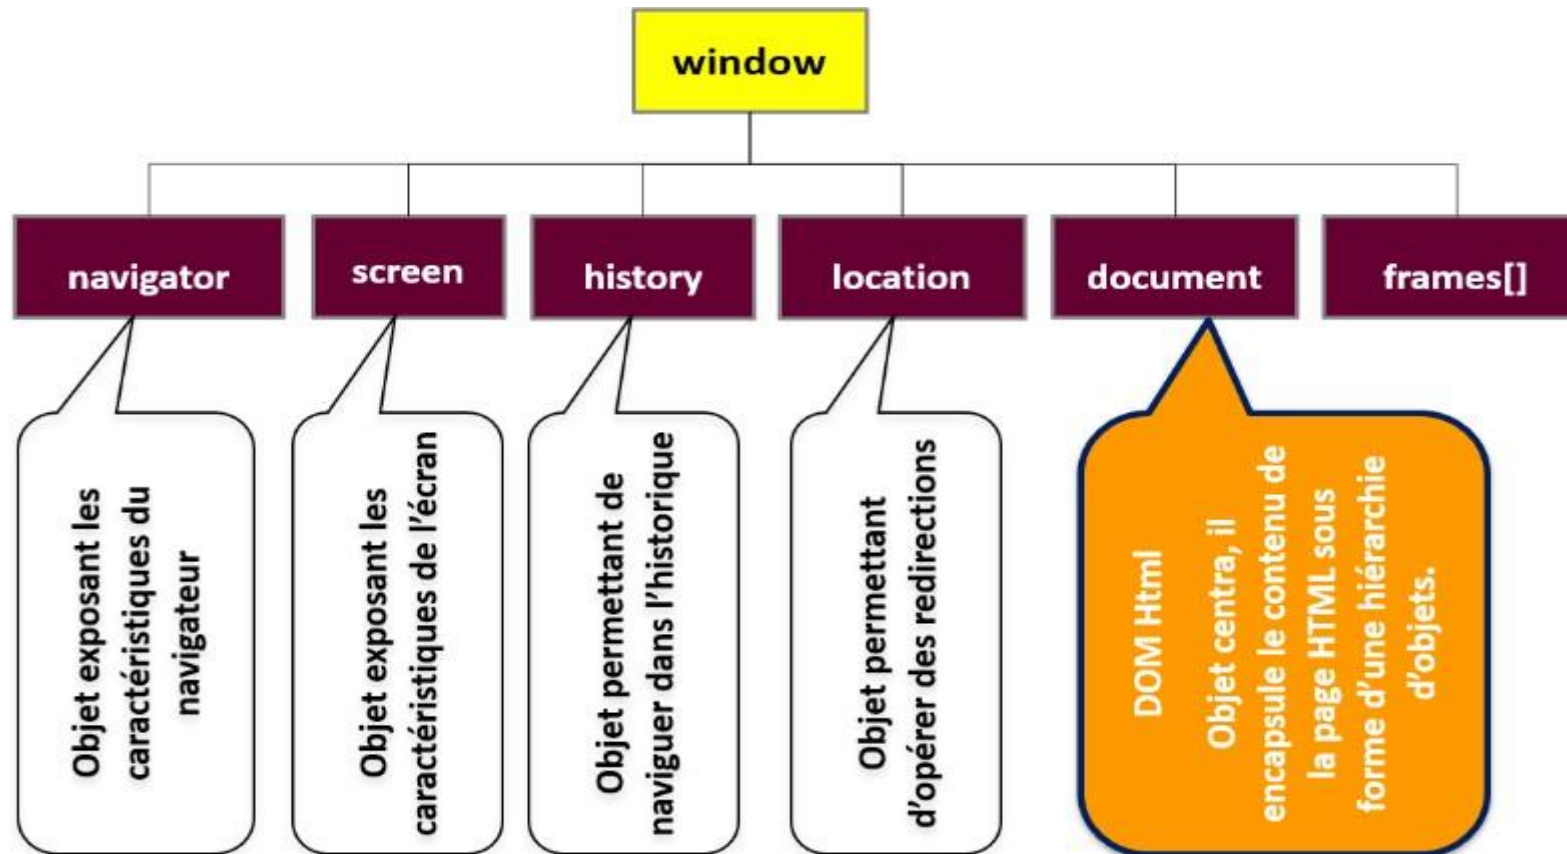 window
navigator
screen
history
location
document
frames[]
Objet exposant les
caractéristiques du
navigateur
Objet exposant les
caractéristiques de l'écran
Objet permettant de
naviguer dans l'historique
Objet permettant
d'opérer des redirections
DOM Html
Objet centra, il
encapsule le contenu de
la page HTML sous
forme d'une hiérarchie
d'objets.